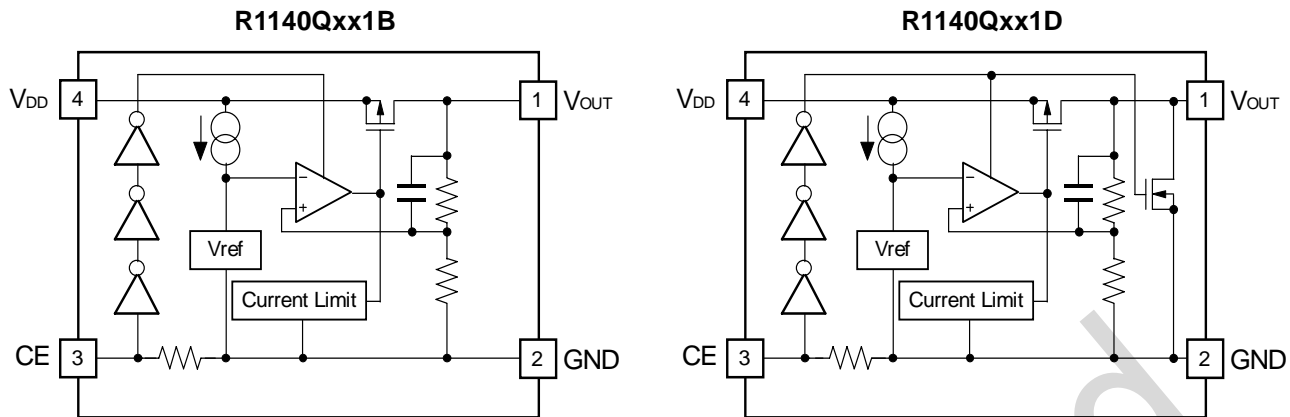 R1140Qxx1B
VDD
4
1
VOUT
−
+
Vref
Current Limit
CE
3
2
GND
R1140Qxx1D
VDD
4
1
VOUT
−
+
Vref
Current Limit
CE
3
2
GND